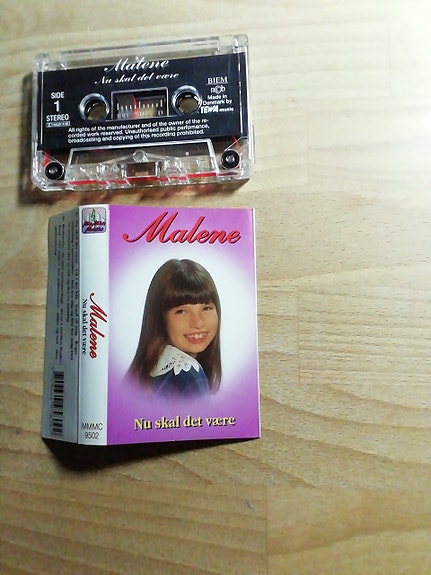 Malene
Nu skal det være
SIDE
1
STEREO
BIEM
n©b
Made in
Denmark by
TEWA music
All rights of the manufacturer and of the owner of the re-
corded work reserved. Unauthorised public performance,
broadcasting and copying of this recording prohibited.
Malene
Nu skal det være
Malene
Nu skal det være
MMMC
9502